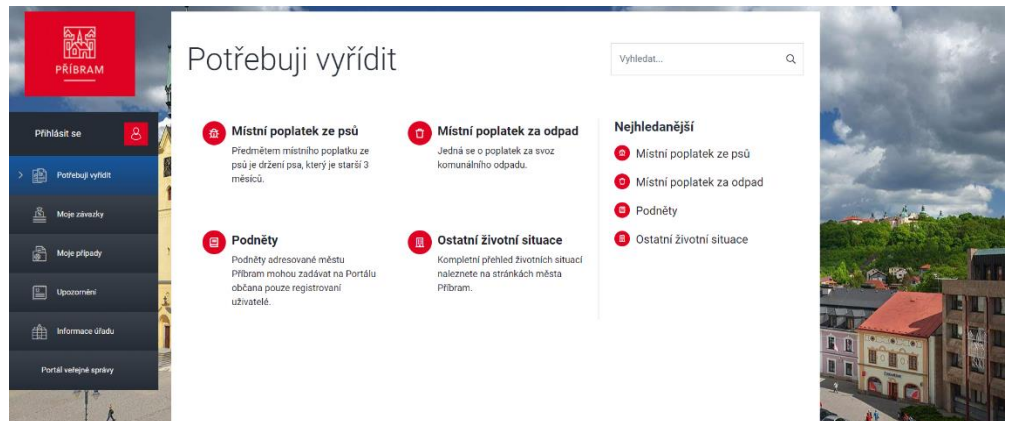 PŘÍBRAM
Přihlásit se
Potřebuji vyřídit
Moje závazky
Moje případy
Upozornění
Informace úřadu
Portál veřejné správy
Potřebuji vyřídit
Vyhledat...
Místní poplatek ze psů
Předmětem místního poplatku ze
psů je držení psa, který je starší 3
měsíců.
Místní poplatek za odpad
Jedná se o poplatek za svoz
komunálního odpadu.
Podněty
Podněty adresované městu
Příbram mohou zadávat na Portálu
občana pouze registrovaní
uživatelé.
Ostatní životní situace
Kompletní přehled životních situací
naleznete na stránkách města
Příbram.
Nejhledanější
Místní poplatek ze psů
Místní poplatek za odpad
Podněty
Ostatní životní situace